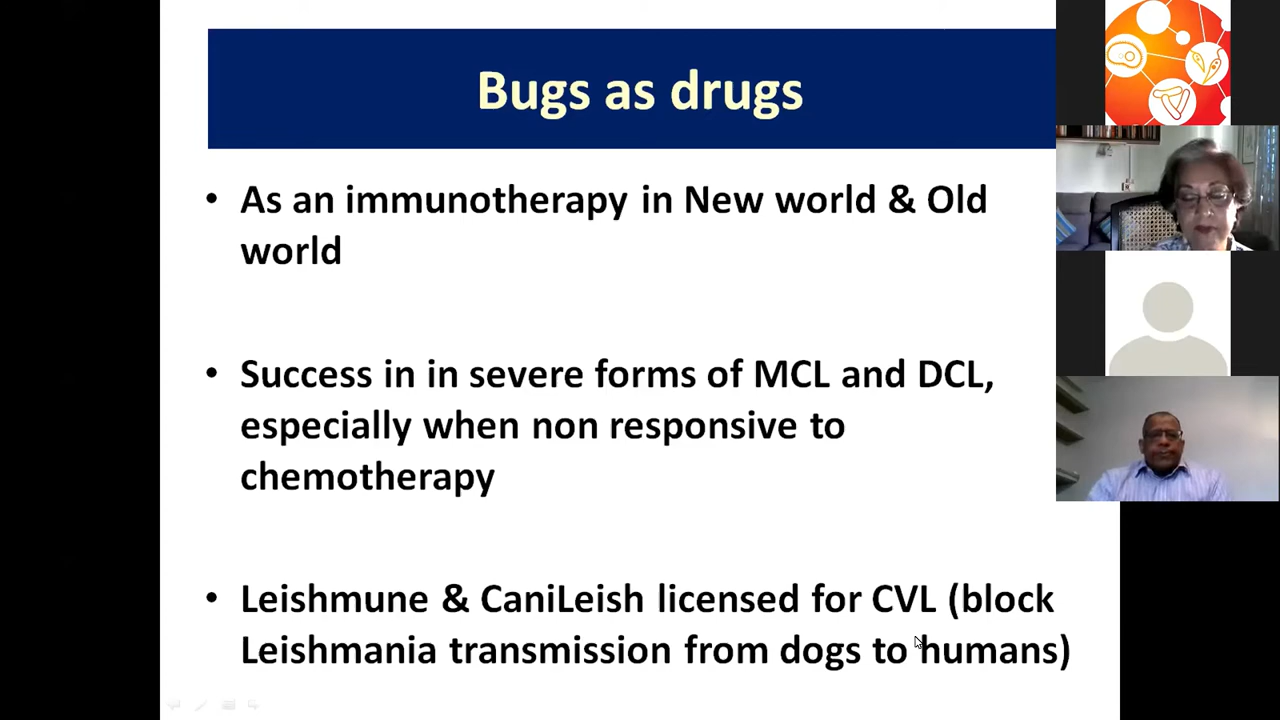 Bugs as drugs
• As an immunotherapy in New world & Old
world
• Success in in severe forms of MCL and DCL,
especially when non responsive to
chemotherapy
• Leishmune & CaniLeish licensed for CVL (block
Leishmania transmission from dogs to humans)